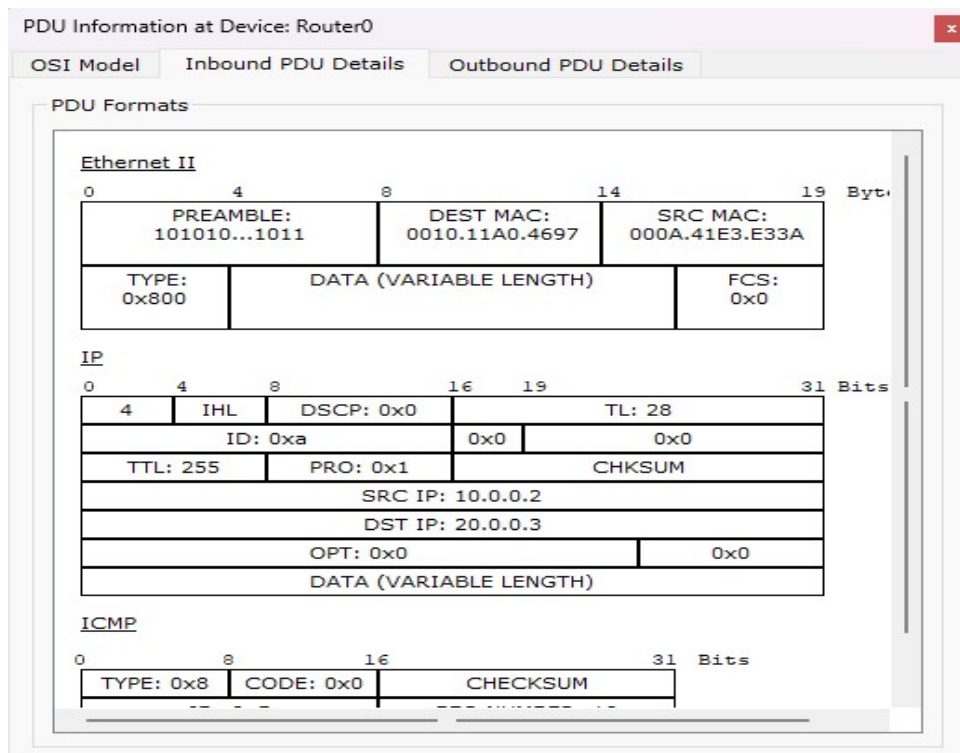 PDU Information at Device: Router0
x
OSI Model Inbound PDU Details Outbound PDU Details
PDU Formats
Ethernet II
0 4 8 14 19
PREAMBLE: DEST MAC: SRC MAC:
101010...1011 0010.11A0.4697 000A.41E3.E33A
TYPE: DATA (VARIABLE LENGTH) FCS:
0x800 0x0
IP
0 4 8 16 19 31 Bits
4 IHL DSCP: 0x0 TL: 28
ID: 0xa 0x0 0x0
TTL: 255 PRO: 0x1 CHKSUM
SRC IP: 10.0.0.2
DST IP: 20.0.0.3
OPT: 0x0 0x0
DATA (VARIABLE LENGTH)
ICMP
0 8 16 31 Bits
TYPE: 0x8 CODE: 0x0 CHECKSUM